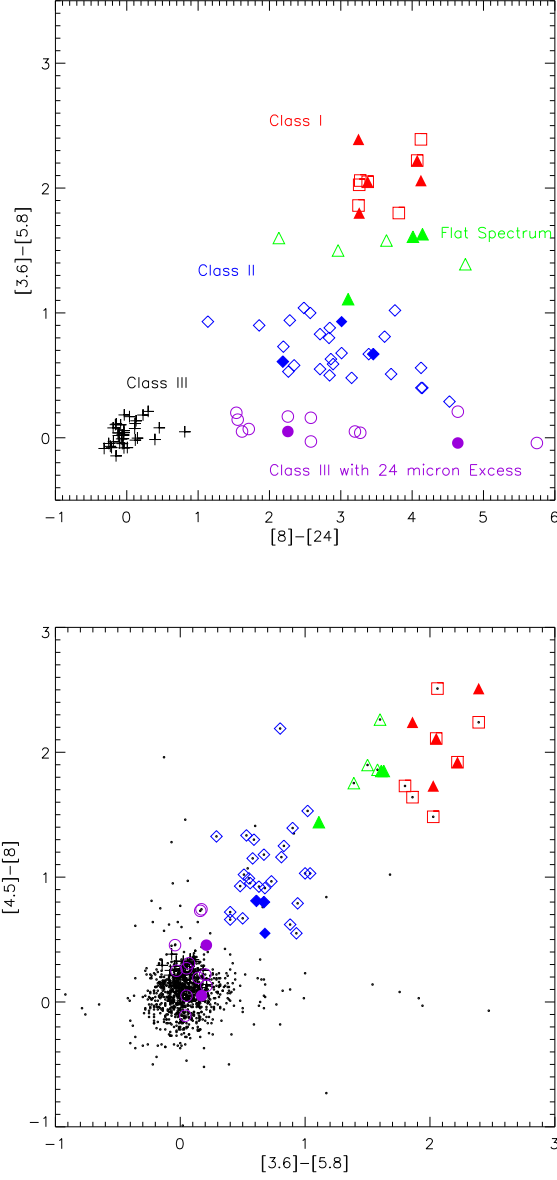 3
2
1
0
[3.6]−[5.8]
Class I
Flat Spectrum
Class II
Class III
Class III with 24 micron Excess
−1 0 1 2 3 4 5 6
[8]−[24]
3
2
1
0
−1
[4.5]−[8]
−1 0 1 2 3
[3.6]−[5.8]